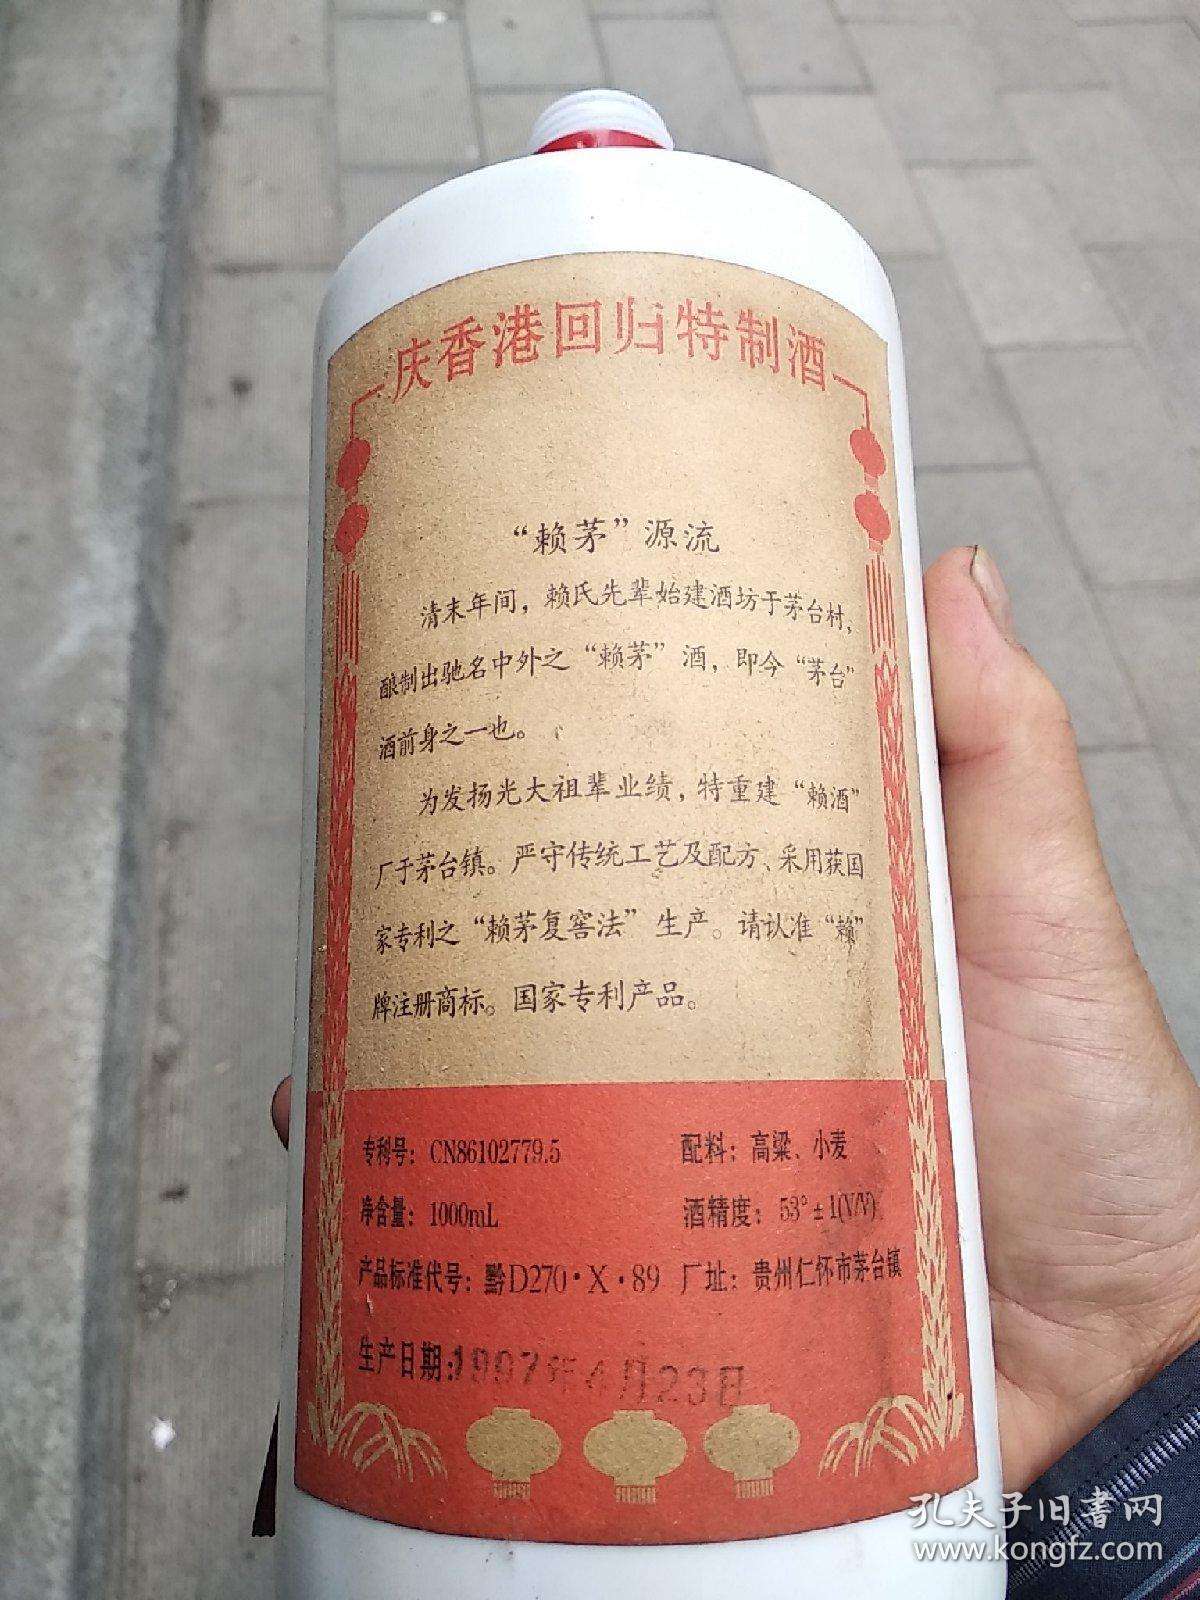 庆香港回归特制酒
“赖茅”源流
清末年间，赖氏先辈始建酒坊于茅台村，
酿制出驰名中外之“赖茅”酒，即今“茅台”
酒前身之一也。
为发扬光大祖辈业绩，特重建“赖酒”
厂于茅台镇。严守传统工艺及配方、采用获国
家专利之“赖茅复窖法”生产。请认准“赖”
牌注册商标。国家专利产品。
专利号：CN86102779.5 配料：高粱、小麦
净含量：1000mL 酒精度：53°±1(V/V)
产品标准代号：黔D270·X·89 厂址：贵州仁怀市茅台镇
生产日期：1997年4月23日
孔夫子旧書网
www.kongfz.com